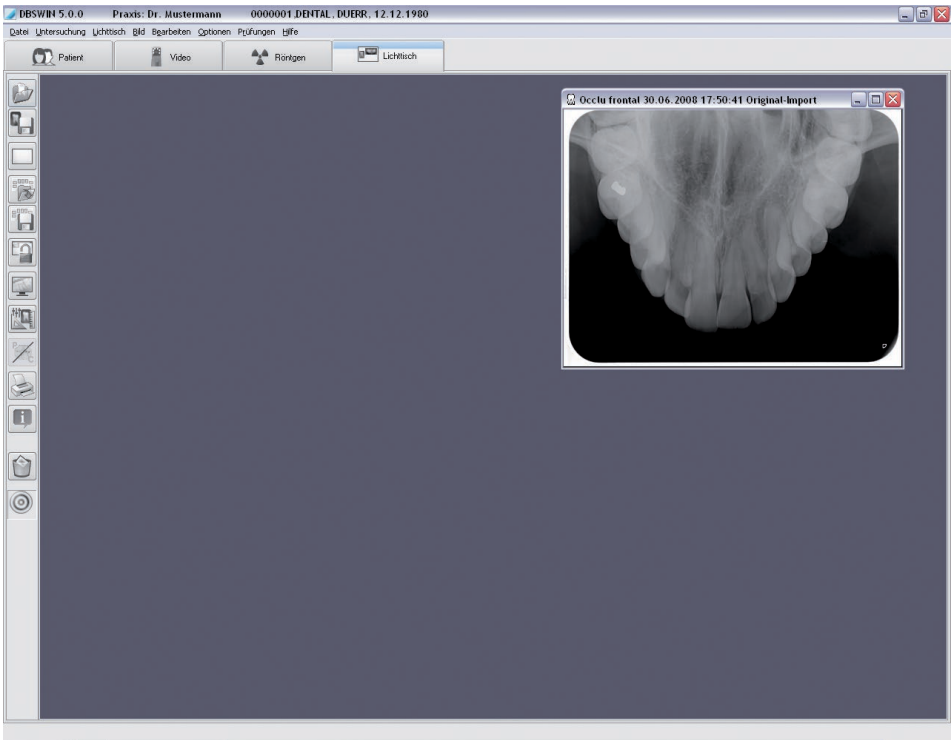 DBSWIN 5.0.0 Praxis: Dr. Mustermann 0000001 ,DENTAL , DUERR, 12.12.1980
Datei Untersuchung Lichttisch Bild Bearbeiten Optionen Prüfungen Hilfe
Patient Video Röntgen Lichttisch
Occlu frontal 30.06.2008 17:50:41 Original-Import